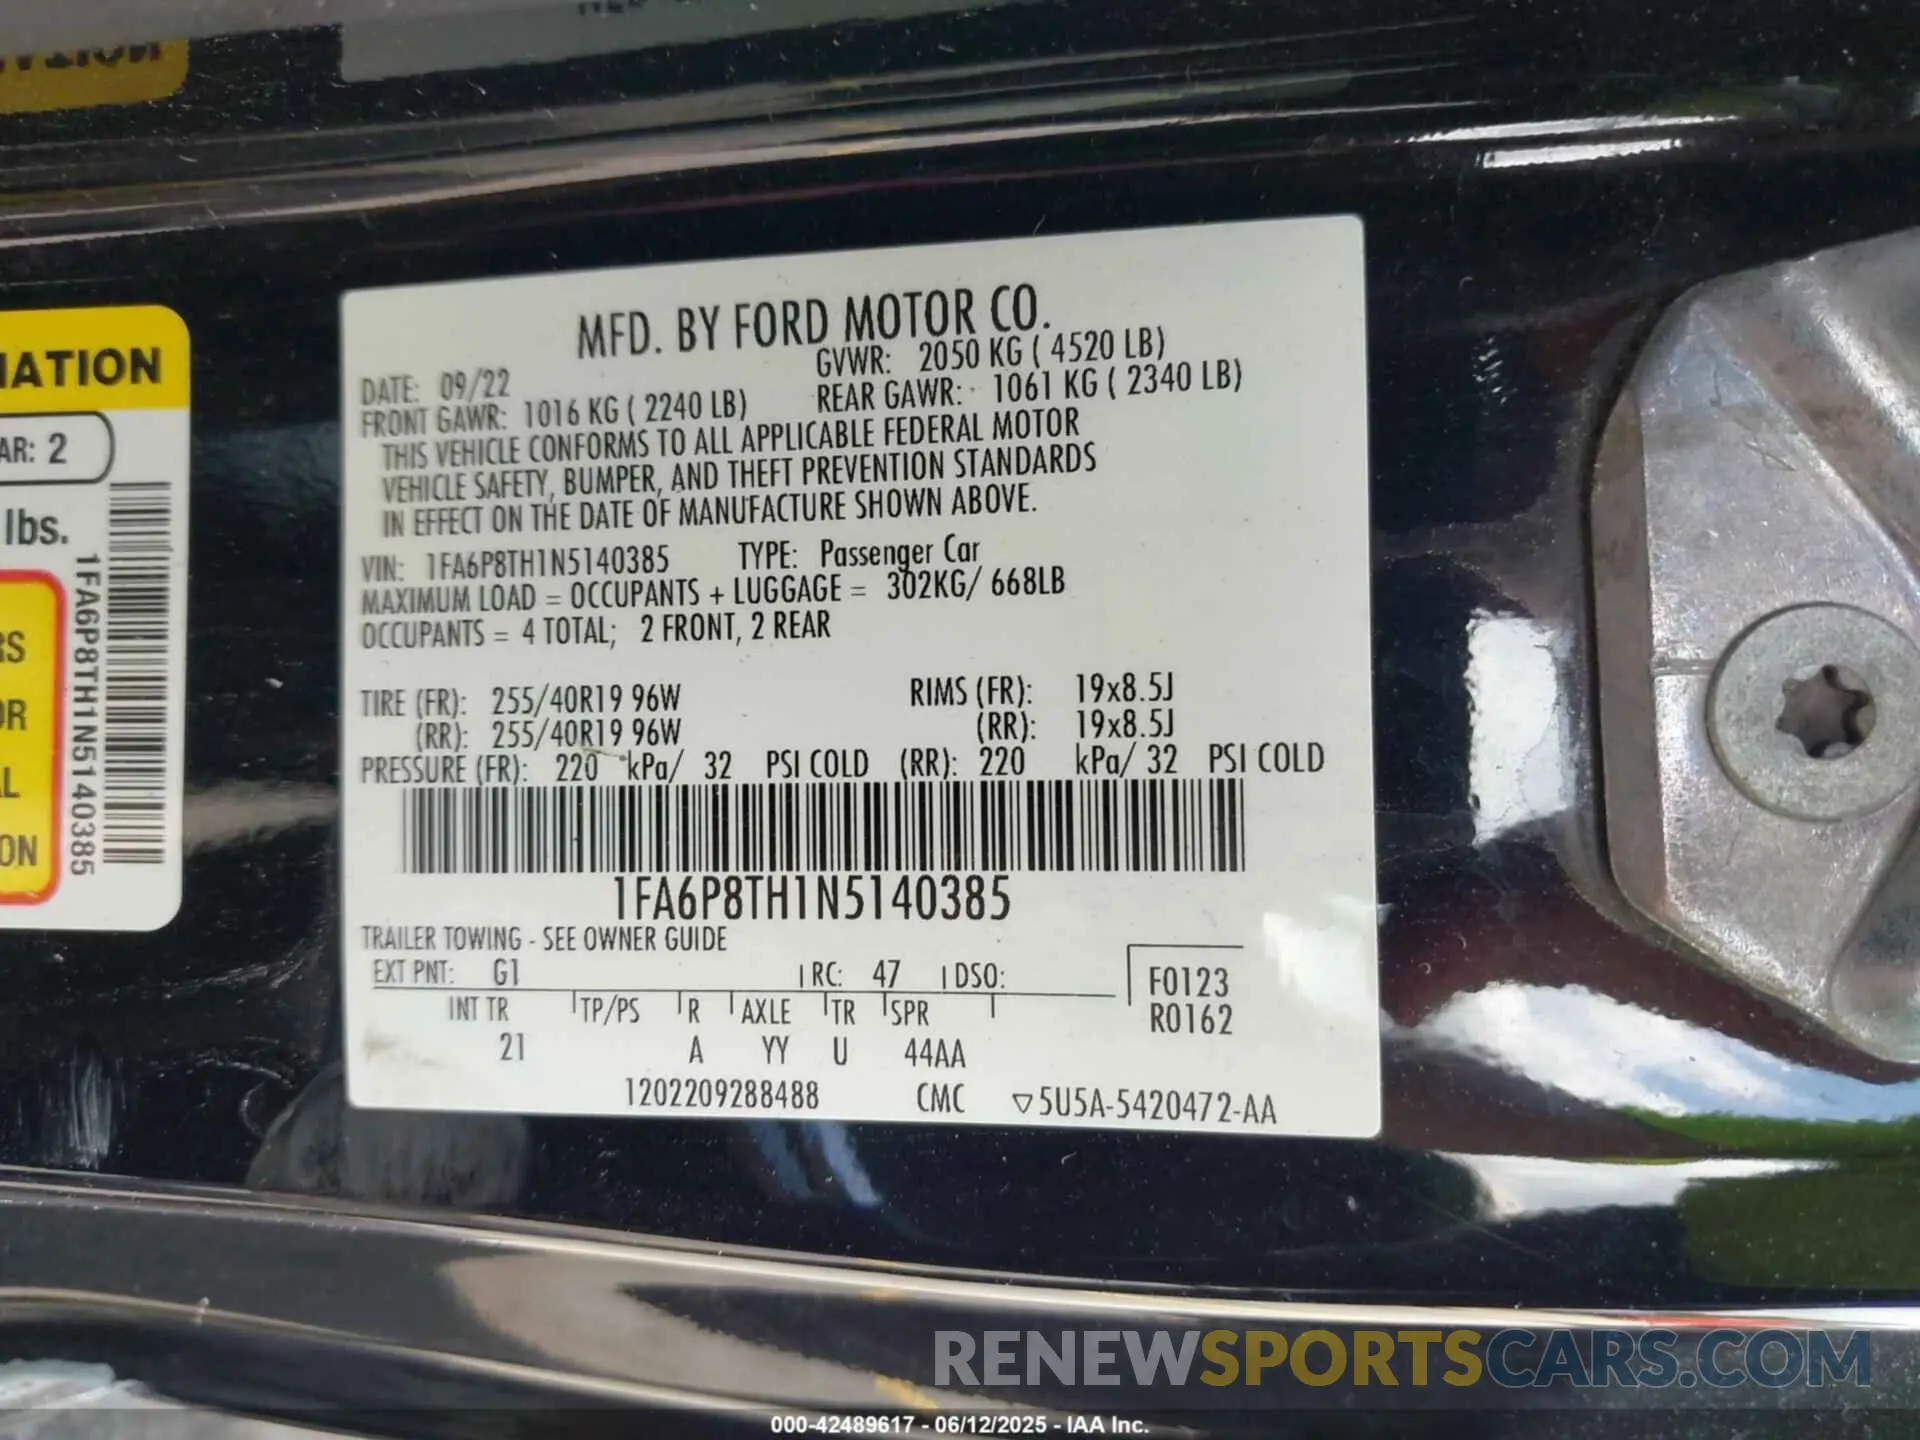 MATION
AR: 2
lbs.
1FA6P8TH1N5140385
RS
OR
AL
ON
MFD. BY FORD MOTOR CO.
DATE: 09/22 GVWR: 2050 KG ( 4520 LB)
FRONT GAWR: 1016 KG ( 2240 LB) REAR GAWR: 1061 KG ( 2340 LB)
THIS VEHICLE CONFORMS TO ALL APPLICABLE FEDERAL MOTOR
VEHICLE SAFETY, BUMPER, AND THEFT PREVENTION STANDARDS
IN EFFECT ON THE DATE OF MANUFACTURE SHOWN ABOVE.
VIN: 1FA6P8TH1N5140385 TYPE: Passenger Car
MAXIMUM LOAD = OCCUPANTS + LUGGAGE = 302KG/ 668LB
OCCUPANTS = 4 TOTAL; 2 FRONT, 2 REAR
TIRE (FR): 255/40R19 96W RIMS (FR): 19x8.5J
(RR): 255/40R19 96W (RR): 19x8.5J
PRESSURE (FR): 220 kPa/ 32 PSI COLD (RR): 220 kPa/ 32 PSI COLD
1FA6P8TH1N5140385
TRAILER TOWING - SEE OWNER GUIDE
EXT PNT: G1 RC: 47 DSO:
F0123
R0162
INT TR TP/PS R AXLE TR SPR
21 A YY U 44AA
1202209288488 CMC ▽5U5A-5420472-AA
RENEWSPORTSCARS.COM
000-42489617 - 06/12/2025 - IAA Inc.